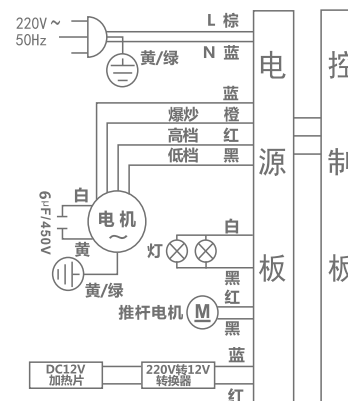 220V～
50Hz
L 棕
N 蓝
黄/绿
蓝
爆炒 橙
高档 红
低档 黑
白
6μF/450V
电机
～
黄
黄/绿
灯
白
黑
红
推杆电机
M
黑
蓝
DC12V
加热片
220V转12V
转换器
红
电源板
控制板